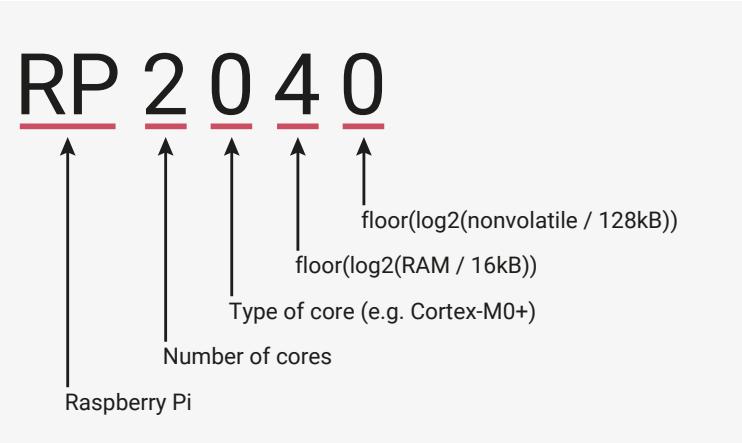 RP 2 0 4 0
floor(log2(nonvolatile / 128kB))
floor(log2(RAM / 16kB))
Type of core (e.g. Cortex-M0+)
Number of cores
Raspberry Pi